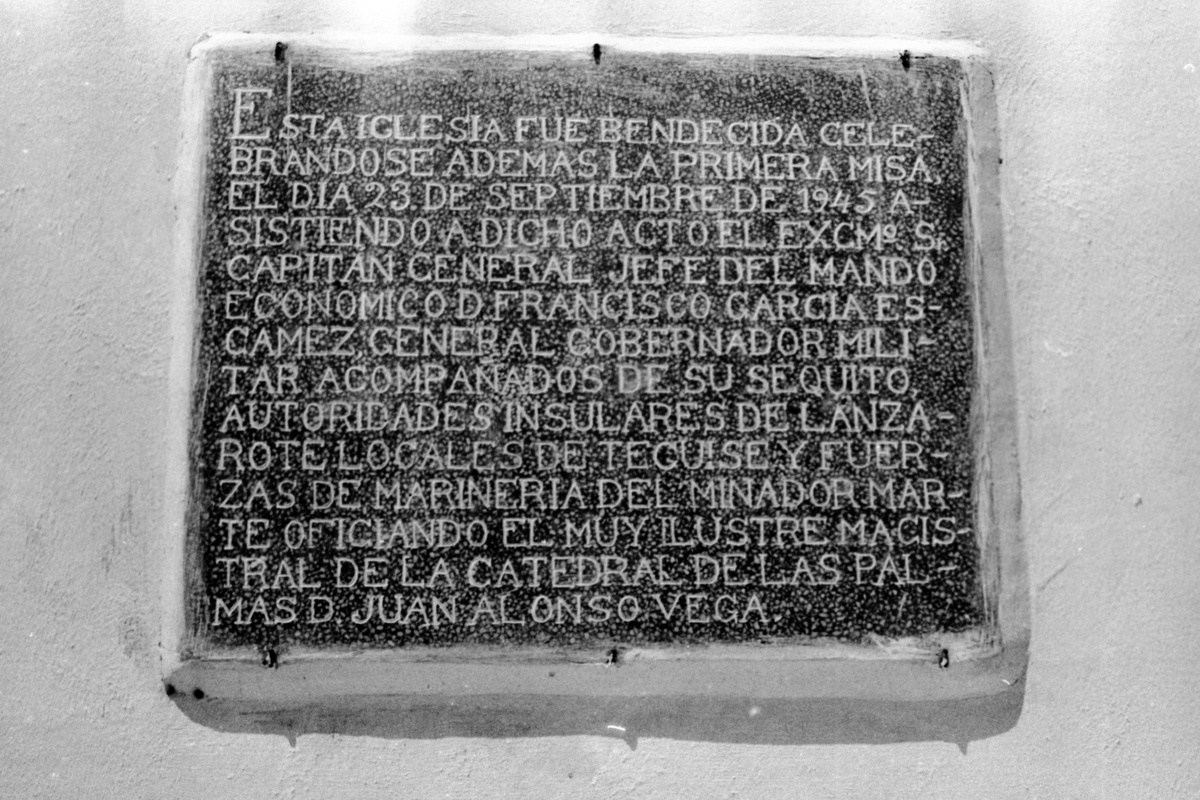 ESTA IGLESIA FUE BENDECIDA CELE-
BRANDOSE ADEMAS LA PRIMERA MISA
EL DIA 23 DE SEPTIEMBRE DE 1945 A-
SISTIENDO A DICHO ACTO EL EXCMº. Sr.
CAPITAN GENERAL JEFE DEL MANDO
ECONOMICO D. FRANCISCO GARCIA ES-
CAMEZ, GENERAL GOBERNADOR MILI-
TAR ACOMPAÑADOS DE SU SEQUITO,
AUTORIDADES INSULARES DE LANZA-
ROTE LOCALES DE TEGUISE Y FUER-
ZAS DE MARINERIA DEL MINADOR MAR-
TE OFICIANDO EL MUY ILUSTRE MAGIS-
TRAL DE LA CATEDRAL DE LAS PAL-
MAS D. JUAN ALONSO VEGA.